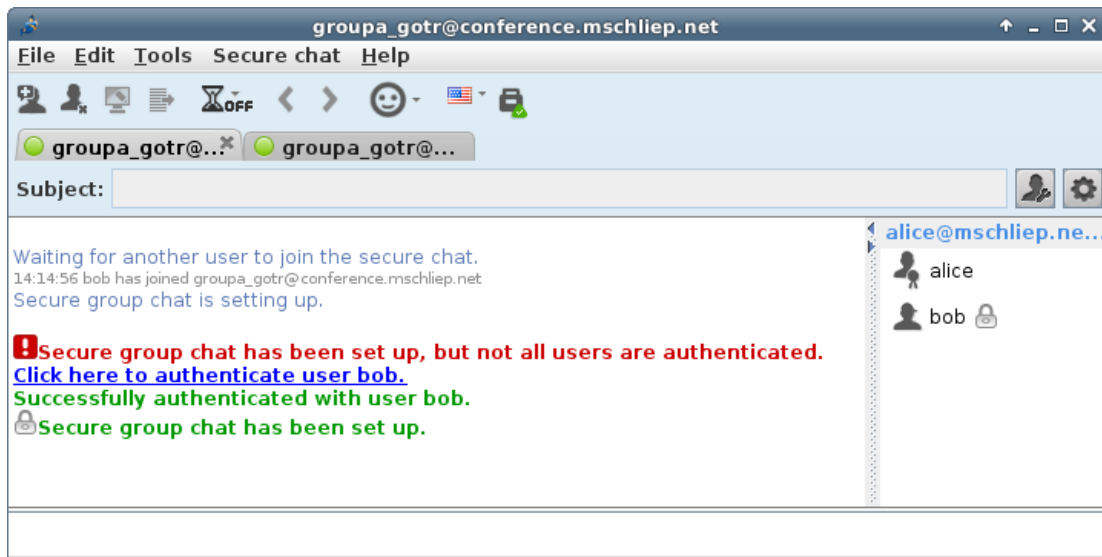 groupa_gotr@conference.mschliep.net
File Edit Tools Secure chat Help
OFF
groupa_gotr@... groupa_gotr@...
Subject:
alice@mschliep.ne...
Waiting for another user to join the secure chat.
14:14:56 bob has joined groupa_gotr@conference.mschliep.net
Secure group chat is setting up.
Secure group chat has been set up, but not all users are authenticated.
Click here to authenticate user bob.
Successfully authenticated with user bob.
Secure group chat has been set up.
alice
bob